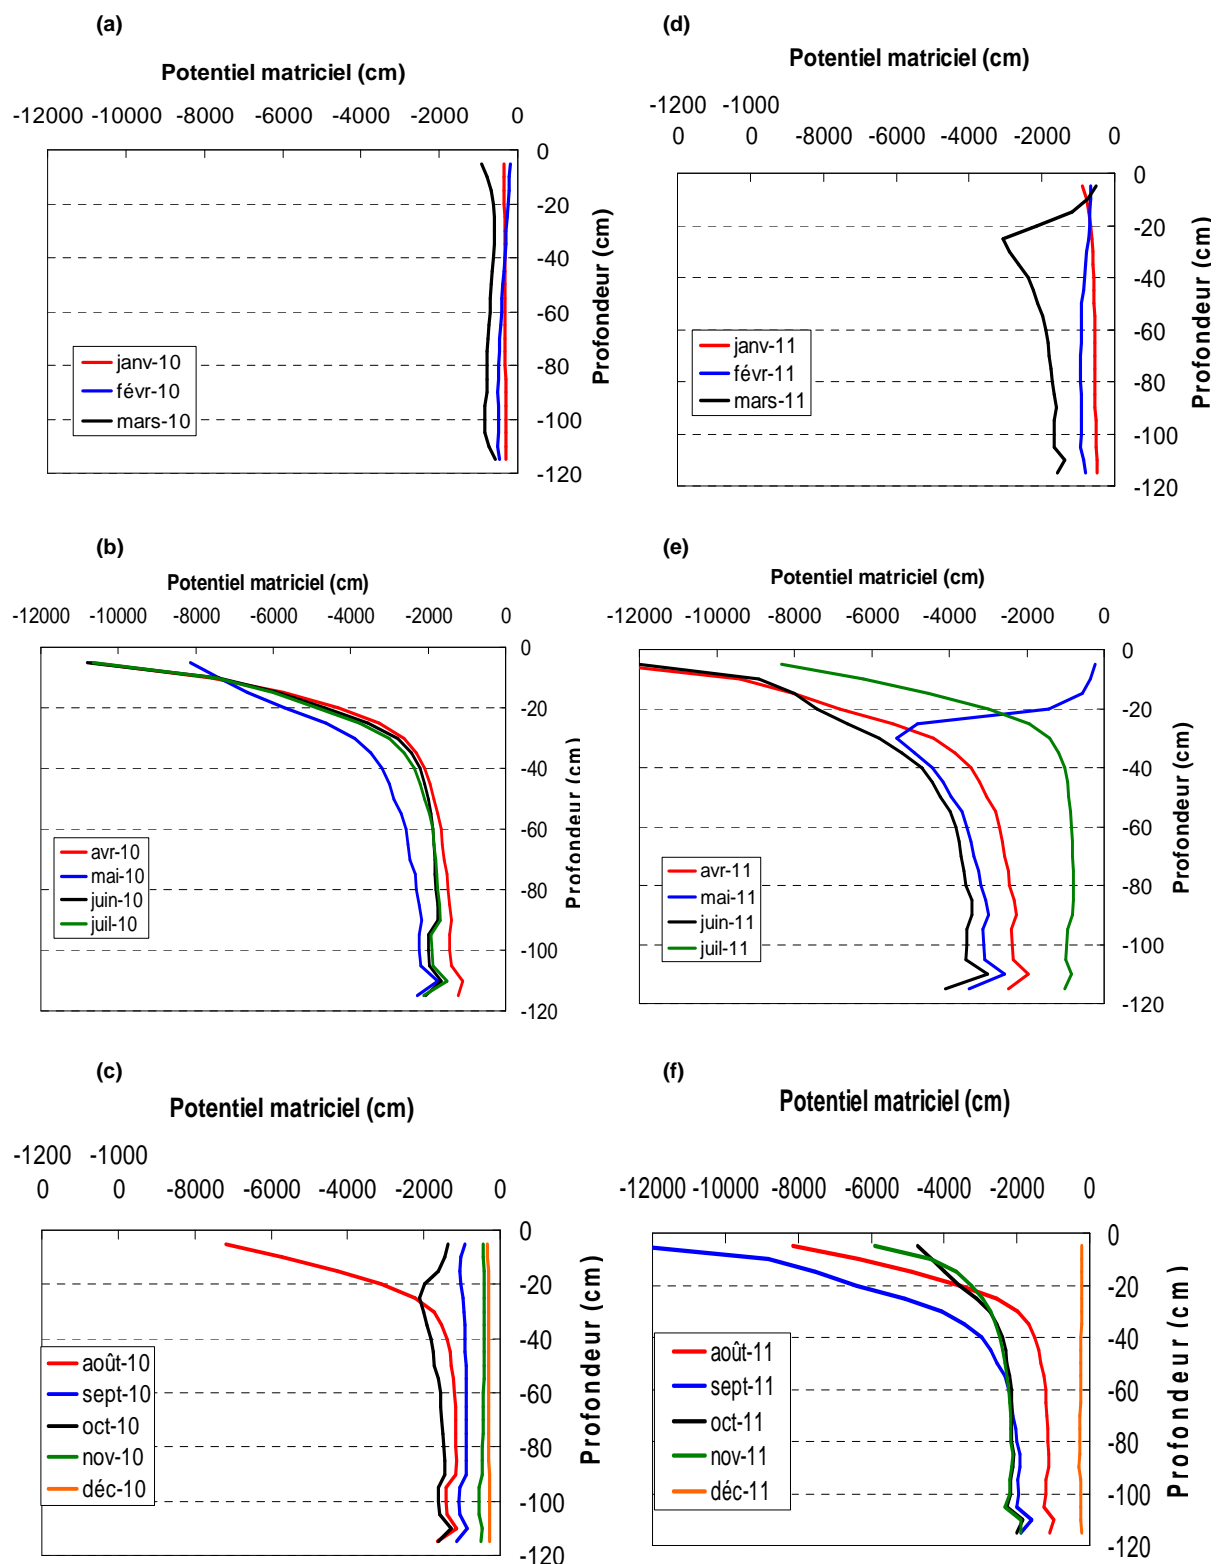 (a)
Potentiel matriciel (cm)
-12000 -10000 -8000 -6000 -4000 -2000 0
0
-20
-40
-60
-80
-100
-120
Profondeur (cm)
janv-10
févr-10
mars-10
(d)
Potentiel matriciel (cm)
-1200 -1000
0 0 -8000 -6000 -4000 -2000 0
0
-20
-40
-60
-80
-100
-120
Profondeur (cm)
janv-11
févr-11
mars-11
(b)
Potentiel matriciel (cm)
-12000 -10000 -8000 -6000 -4000 -2000 0
0
-20
-40
-60
-80
-100
-120
Profondeur (cm)
avr-10
mai-10
juin-10
juil-10
(e)
Potentiel matriciel (cm)
-12000 -10000 -8000 -6000 -4000 -2000 0
0
-20
-40
-60
-80
-100
-120
Profondeur (cm)
avr-11
mai-11
juin-11
juil-11
(c)
Potentiel matriciel (cm)
-1200 -1000
0 0 -8000 -6000 -4000 -2000 0
0
-20
-40
-60
-80
-100
-120
Profondeur (cm)
août-10
sept-10
oct-10
nov-10
déc-10
(f)
Potentiel matriciel (cm)
-12000 -10000 -8000 -6000 -4000 -2000 0
0
-20
-40
-60
-80
-100
-120
Profondeur (cm)
août-11
sept-11
oct-11
nov-11
déc-11